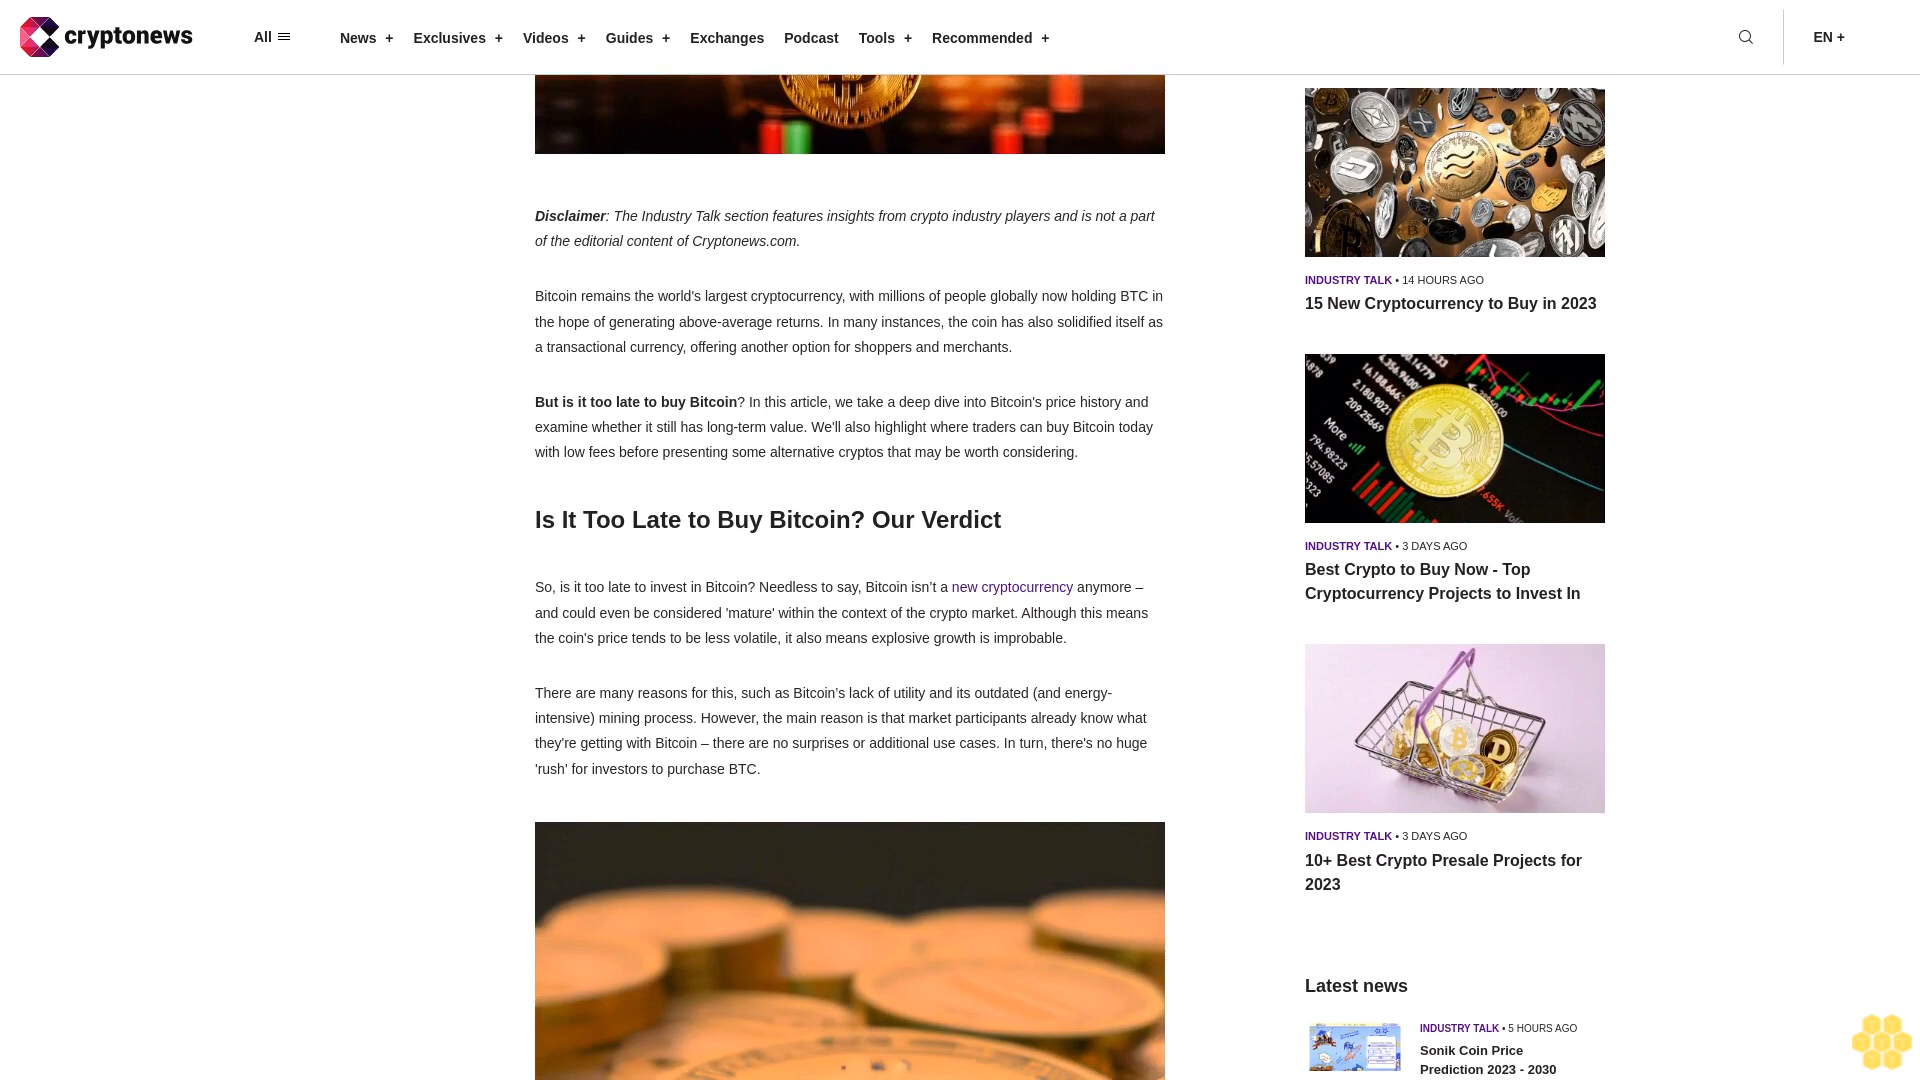 cryptonews
All
News +
Exclusives +
Videos +
Guides +
Exchanges
Podcast
Tools +
Recommended +
EN +
Disclaimer: The Industry Talk section features insights from crypto industry players and is not a part
of the editorial content of Cryptonews.com.
Bitcoin remains the world's largest cryptocurrency, with millions of people globally now holding BTC in
the hope of generating above-average returns. In many instances, the coin has also solidified itself as
a transactional currency, offering another option for shoppers and merchants.
But is it too late to buy Bitcoin? In this article, we take a deep dive into Bitcoin's price history and
examine whether it still has long-term value. We'll also highlight where traders can buy Bitcoin today
with low fees before presenting some alternative cryptos that may be worth considering.
Is It Too Late to Buy Bitcoin? Our Verdict
So, is it too late to invest in Bitcoin? Needless to say, Bitcoin isn’t a new cryptocurrency anymore –
and could even be considered 'mature' within the context of the crypto market. Although this means
the coin's price tends to be less volatile, it also means explosive growth is improbable.
There are many reasons for this, such as Bitcoin’s lack of utility and its outdated (and energy-
intensive) mining process. However, the main reason is that market participants already know what
they're getting with Bitcoin – there are no surprises or additional use cases. In turn, there's no huge
'rush' for investors to purchase BTC.
INDUSTRY TALK • 14 HOURS AGO
15 New Cryptocurrency to Buy in 2023
More
INDUSTRY TALK • 3 DAYS AGO
Best Crypto to Buy Now - Top
Cryptocurrency Projects to Invest In
INDUSTRY TALK • 3 DAYS AGO
10+ Best Crypto Presale Projects for
2023
Latest news
INDUSTRY TALK • 5 HOURS AGO
Sonik Coin Price
Prediction 2023 - 2030